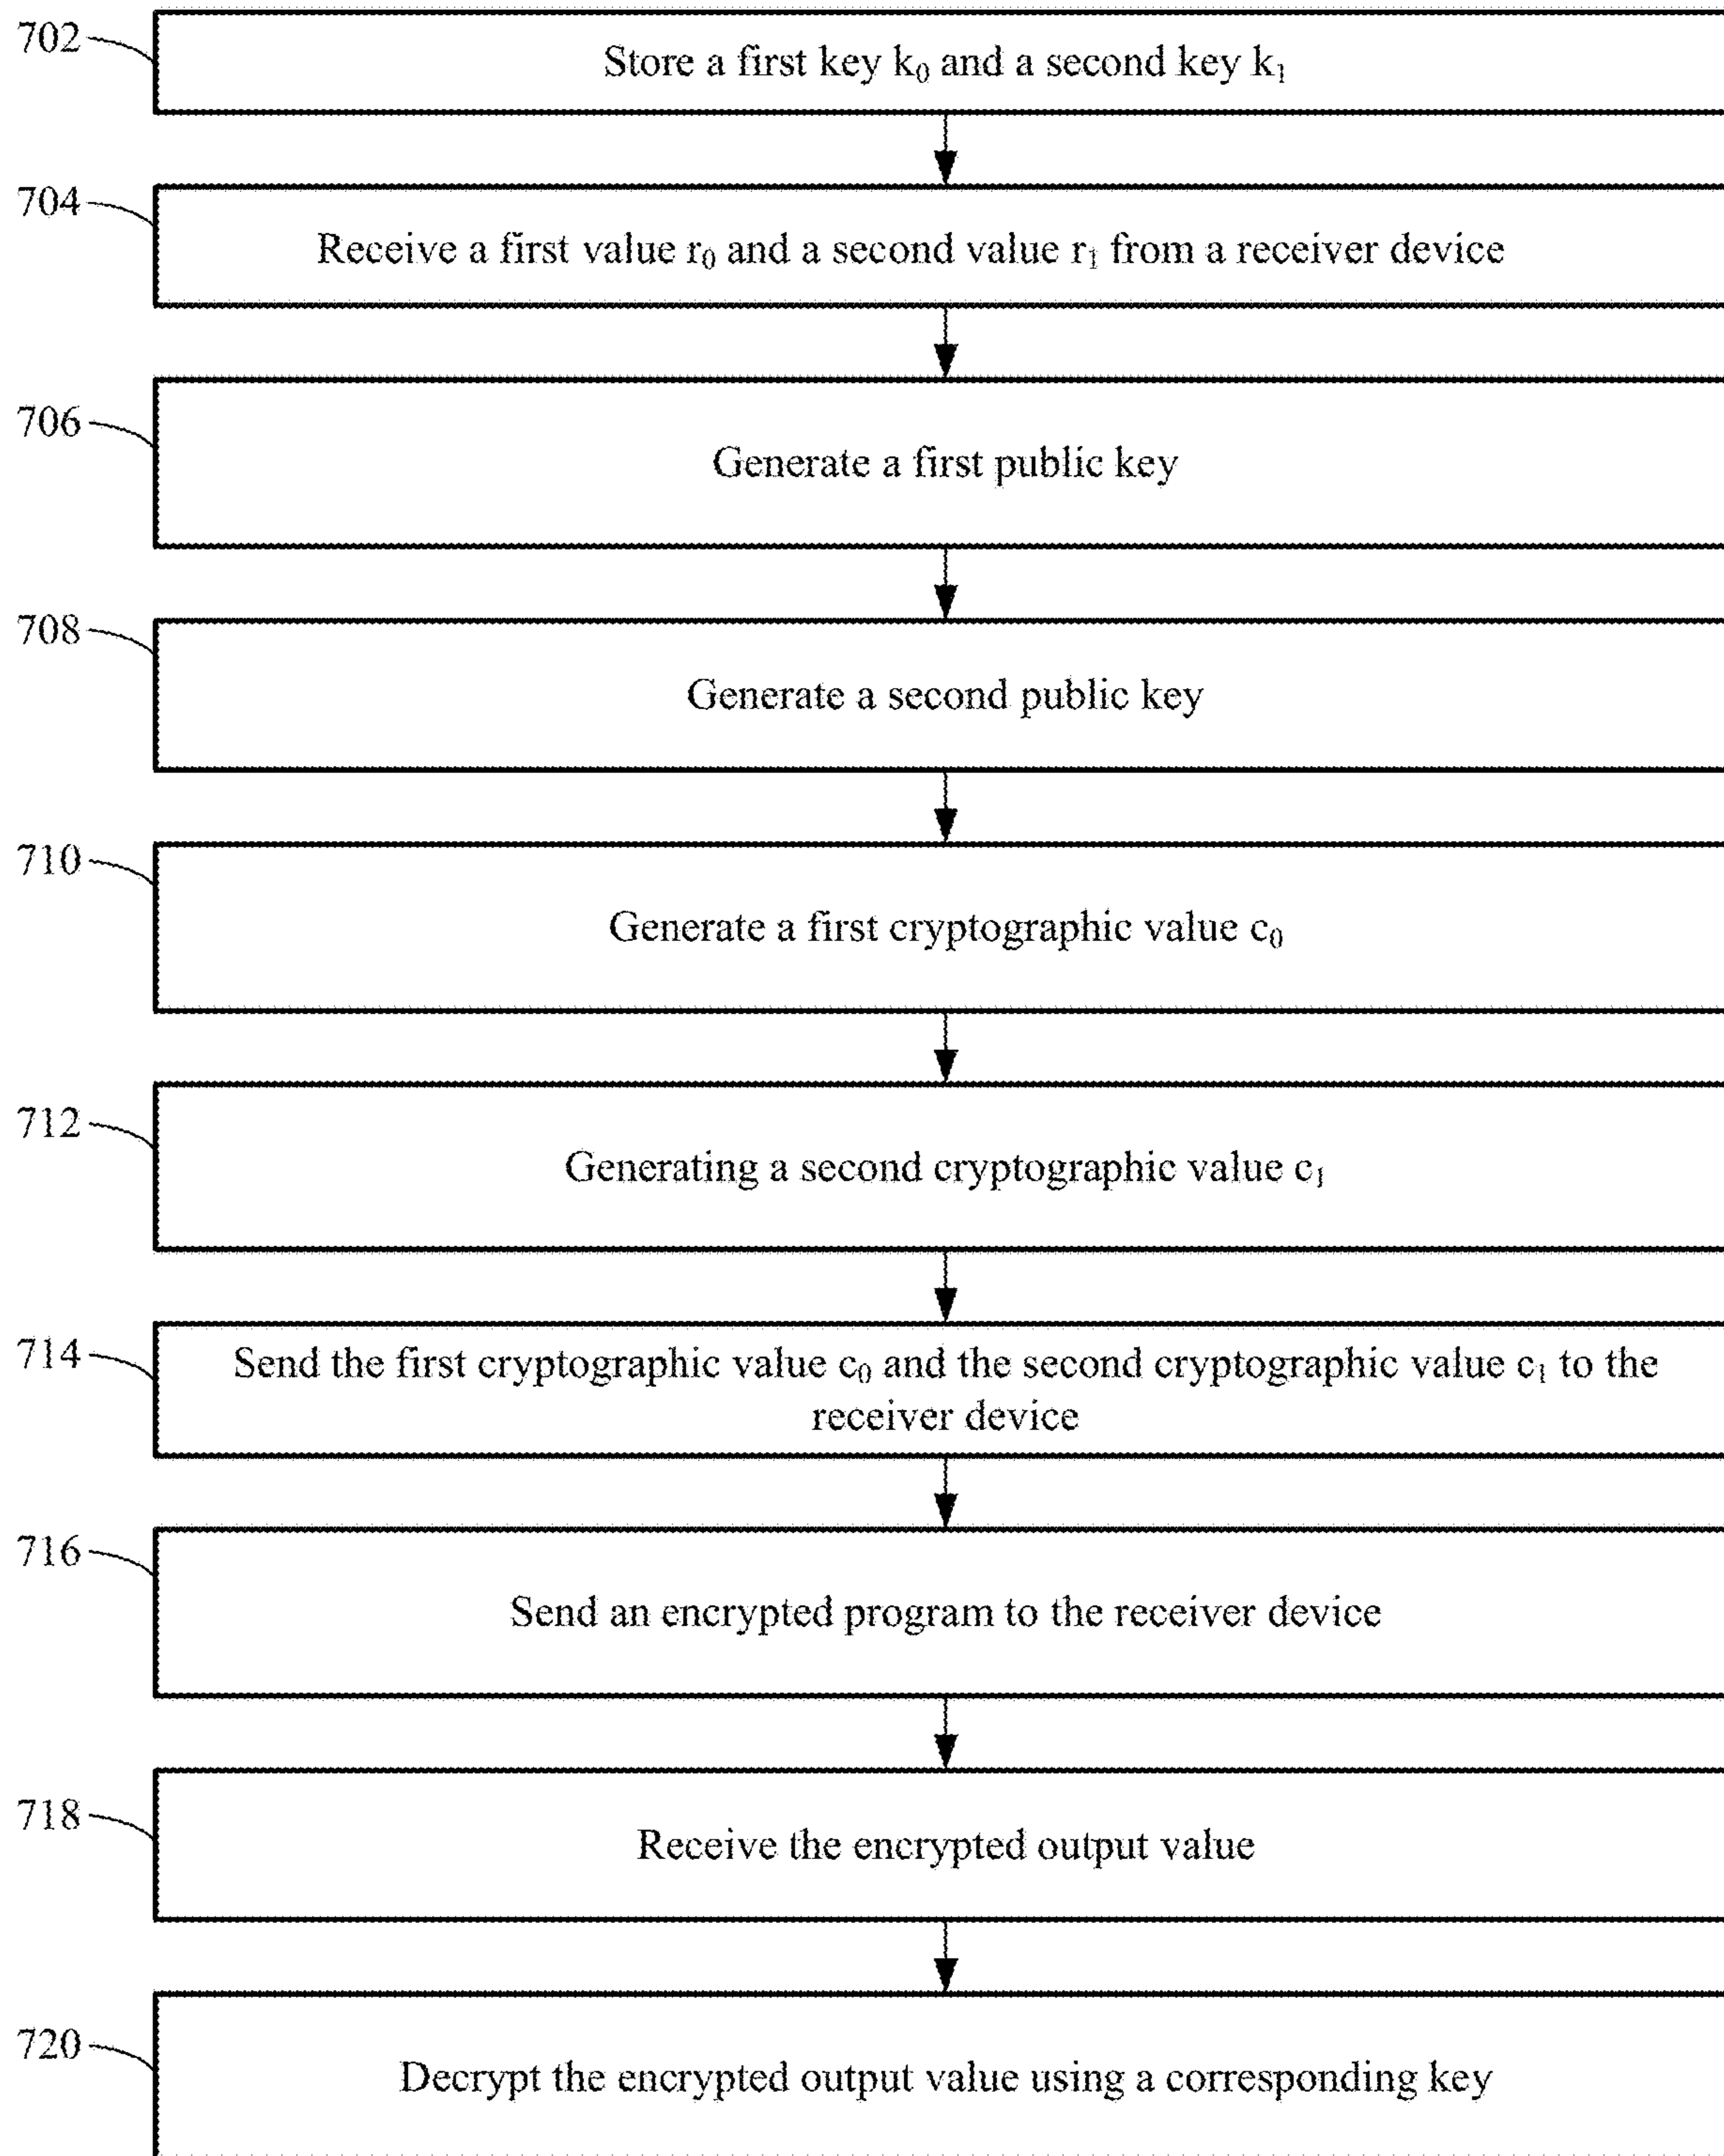 702
Store a first key k₀ and a second key k₁
704
Receive a first value r₀ and a second value r₁ from a receiver device
706
Generate a first public key
708
Generate a second public key
710
Generate a first cryptographic value c₀
712
Generating a second cryptographic value c₁
714
Send the first cryptographic value c₀ and the second cryptographic value c₁ to the
receiver device
716
Send an encrypted program to the receiver device
718
Receive the encrypted output value
720
Decrypt the encrypted output value using a corresponding key